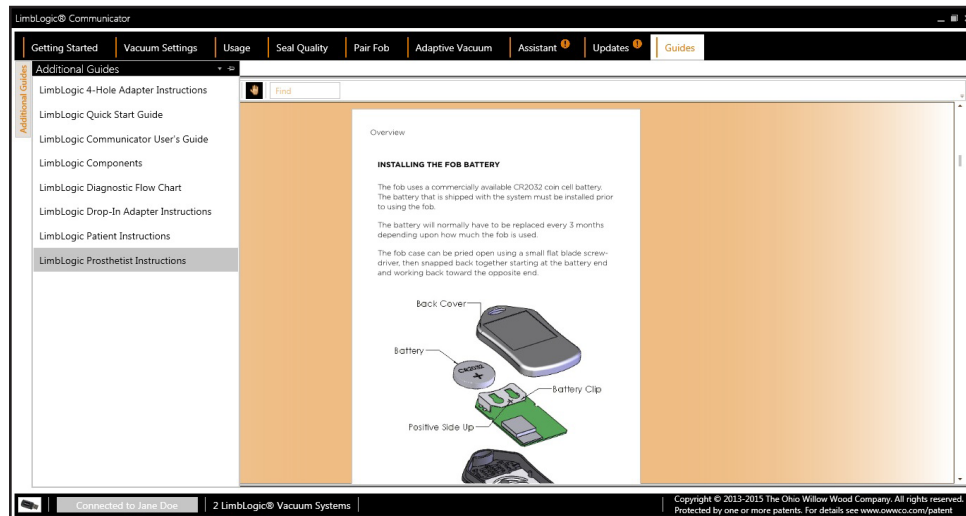 LimbLogic® Communicator
Getting Started Vacuum Settings Usage Seal Quality Pair Fob Adaptive Vacuum Assistant ! Updates ! Guides
Additional Guides
Additional Guides
LimbLogic 4-Hole Adapter Instructions
LimbLogic Quick Start Guide
LimbLogic Communicator User's Guide
LimbLogic Components
LimbLogic Diagnostic Flow Chart
LimbLogic Drop-In Adapter Instructions
LimbLogic Patient Instructions
LimbLogic Prosthetist Instructions
Find
Overview
INSTALLING THE FOB BATTERY
The fob uses a commercially available CR2032 coin cell battery.
The battery that is shipped with the system must be installed prior
to using the fob.
The battery will normally have to be replaced every 3 months
depending upon how much the fob is used.
The fob case can be pried open using a small flat blade screw-
driver, then snapped back together starting at the battery end
and working back toward the opposite end.
Back Cover
Battery
CR2032
+
Battery Clip
Positive Side Up
Connected to Jane Doe 2 LimbLogic® Vacuum Systems
Copyright © 2013-2015 The Ohio Willow Wood Company. All rights reserved.
Protected by one or more patents. For details see www.owwco.com/patent